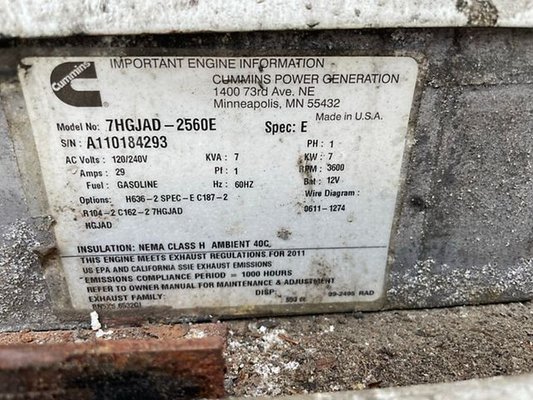 IMPORTANT ENGINE INFORMATION
Cummins
CUMMINS POWER GENERATION
1400 73rd Ave. NE
Minneapolis, MN 55432
Made in U.S.A.
Model No: 7HGJAD-2560E Spec: E PH : 1
S/N: A110184293 KVA : 7 KW : 7
AC Volts : 120/240V Pf : 1 RPM : 3600
Amps : 29 Hz : 60HZ Bat : 12V
Fuel : GASOLINE Wire Diagram :
Options: H636-2 SPEC-E C187-2 0611-1274
R104-2 C162-2 7HGJAD
HGJAD
INSULATION: NEMA CLASS H AMBIENT 40C,
THIS ENGINE MEETS EXHAUST REGULATIONS FOR 2011
US EPA AND CALIFORNIA SSIE EXHAUST EMISSIONS
EMISSIONS COMPLIANCE PERIOD = 1000 HOURS
REFER TO OWNER MANUAL FOR MAINTENANCE & ADJUSTMENT
EXHAUST FAMILY: DISP: 99-2495 RAD